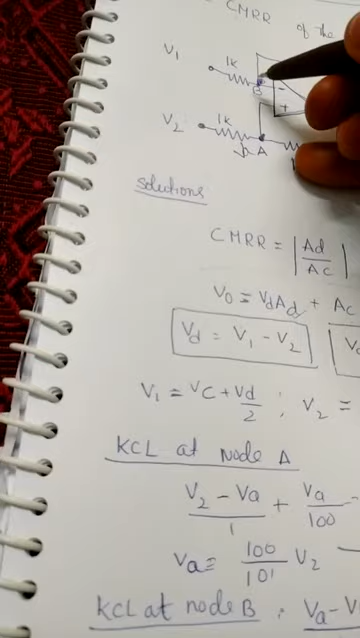 CMRR of the
V₁ 1k
B -
+
V₂ 1k
A
Solutions
CMRR = |Ad/Ac|
V₀ = VdAd + Ac
Vd = V₁ - V₂
V₁ = VC + Vd/2 ; V₂ =
KCL at Node A
(V₂ - Va)/1 + Va/100 -
Va = 100/101 V₂
KCL at node B : Va - V